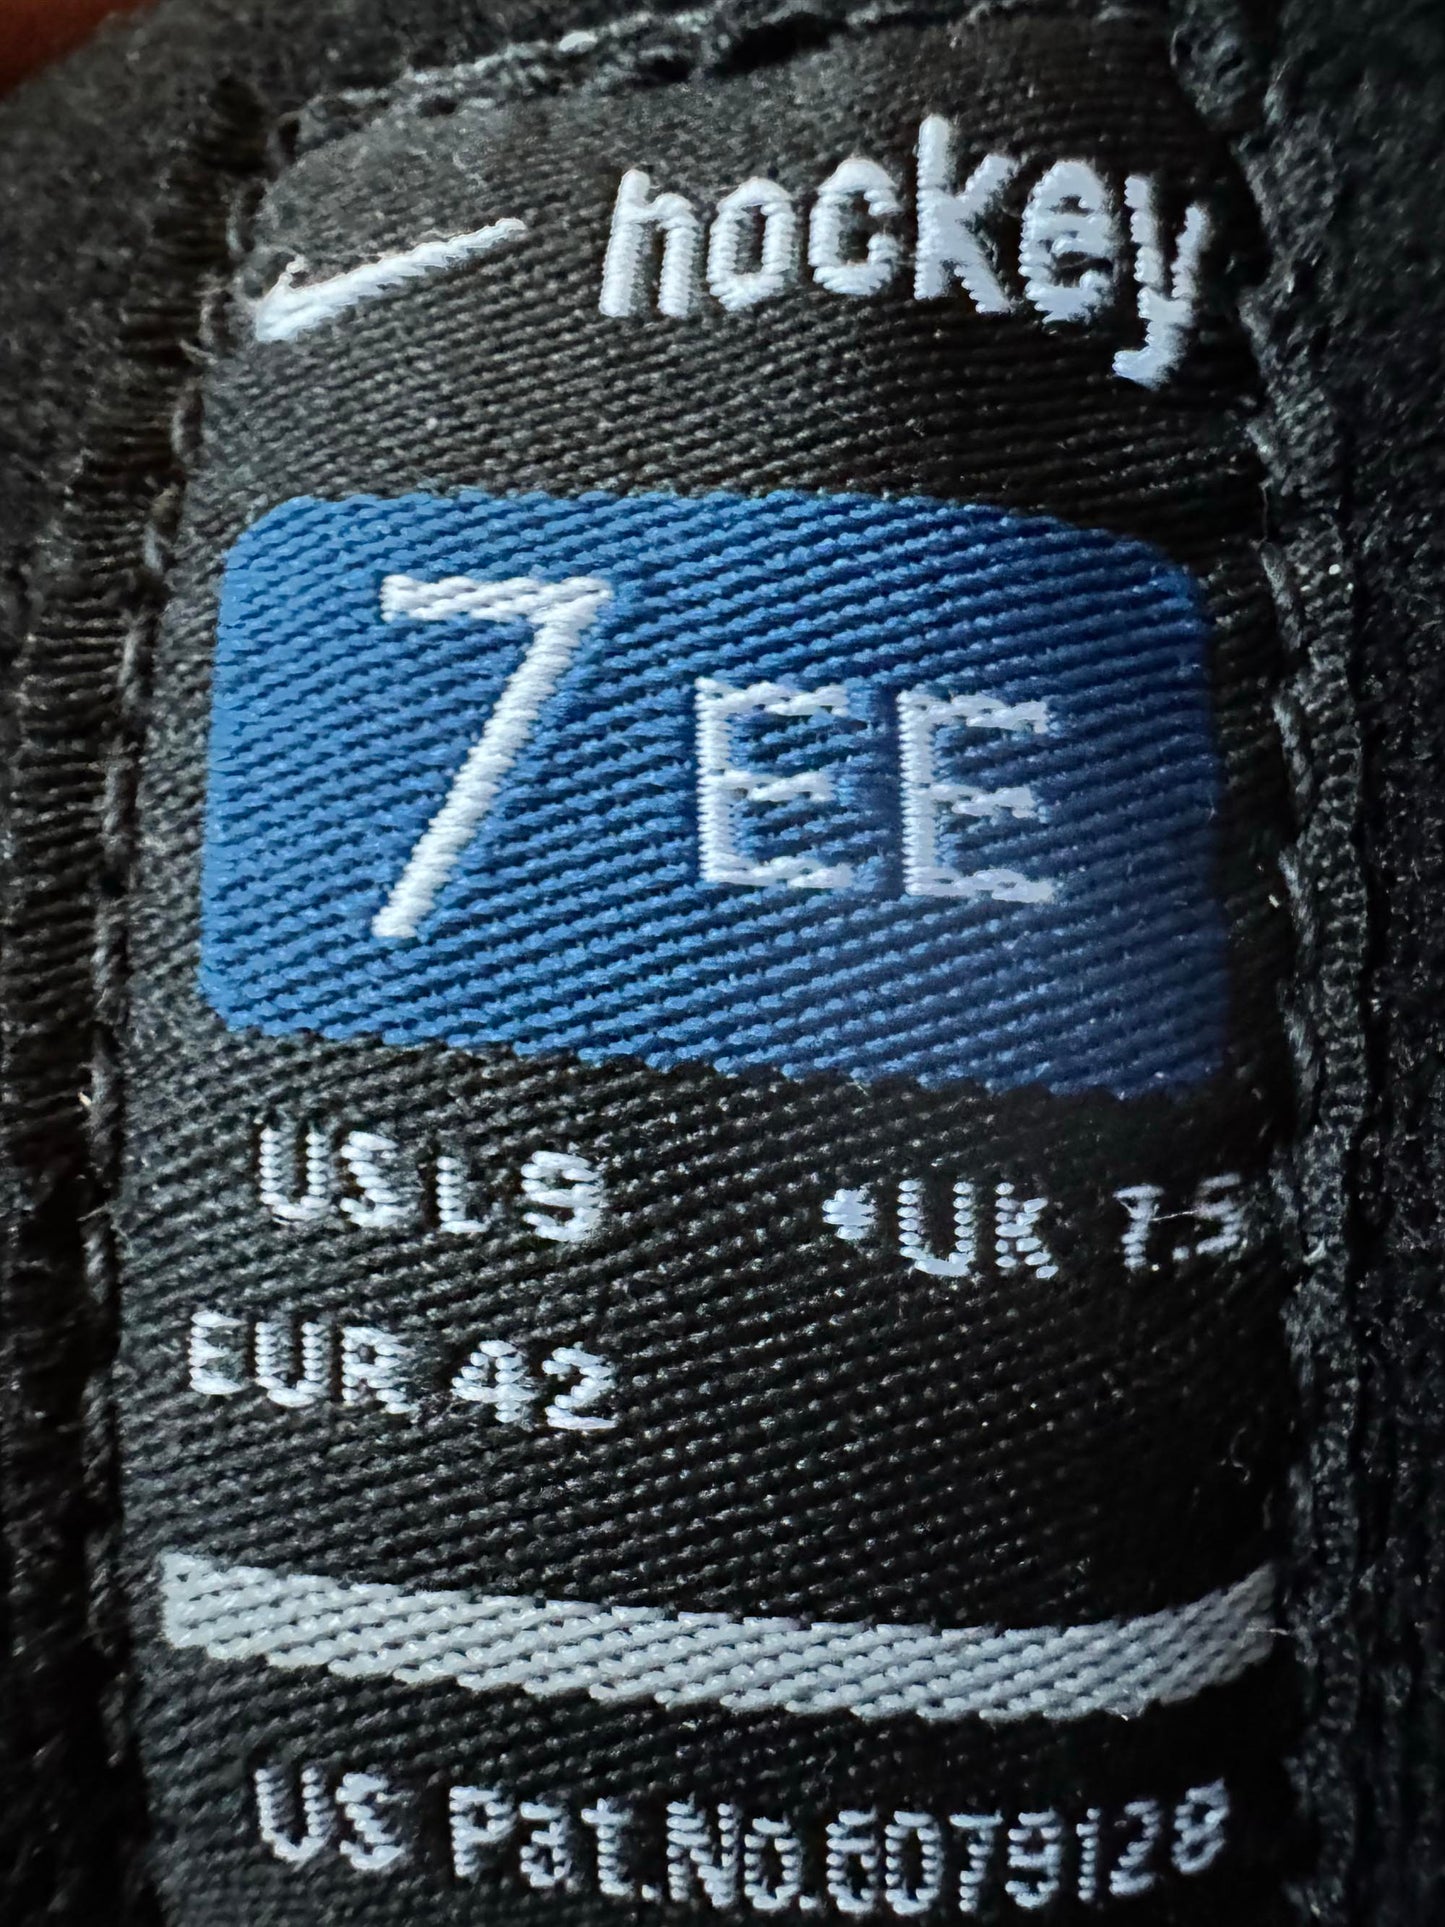 hockey
7 EE
USL 9 *UK 7.5
EUR 42
US Pat.No.6079128